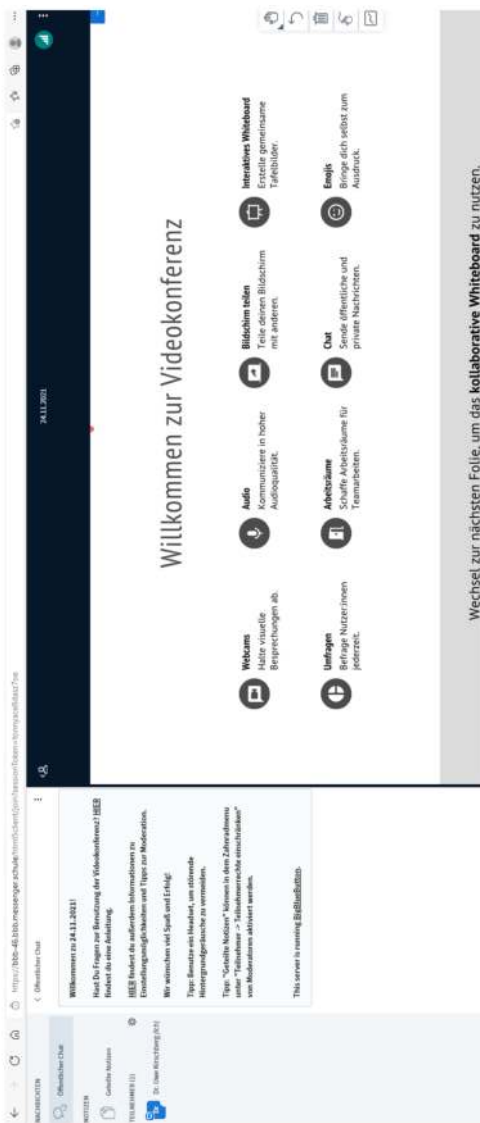 24.11.2021
NACHRICHTEN
Öffentlicher Chat
NOTIZEN
Geteilte Notizen
TEILNEHMER (1)
Dr. Uwe Kirschberg (Ich)
Öffentlicher Chat
Willkommen zu 24.11.2021!
Hast Du Fragen zur Benutzung der Videokonferenz? HIER
findest du eine Anleitung.
HIER findest du außerdem Informationen zu
Einstellungsmöglichkeiten und Tipps zur Moderation.
Wir wünschen viel Spaß und Erfolg!
Tipp: Benutze ein Headset, um störende
Hintergrundgeräusche zu vermeiden.
Tipp: "Geteilte Notizen" können in dem Zahnradmenu
unter "Teilnehmer -> Teilnehmerrechte einschränken"
von Moderatoren aktiviert werden.
This server is running BigBlueButton.
Willkommen zur Videokonferenz
Webcams
Halte visuelle
Besprechungen ab.
Audio
Kommuniziere in hoher
Audioqualität.
Bildschirm teilen
Teile deinen Bildschirm
mit anderen.
Interaktives Whiteboard
Erstelle gemeinsame
Tafelbilder.
Umfragen
Befrage Nutzer:innen
jederzeit.
Arbeitsräume
Schaffe Arbeitsräume für
Teamarbeiten.
Chat
Sende öffentliche und
private Nachrichten.
Emojis
Bringe dich selbst zum
Ausdruck.
Wechsel zur nächsten Folie, um das kollaborative Whiteboard zu nutzen.